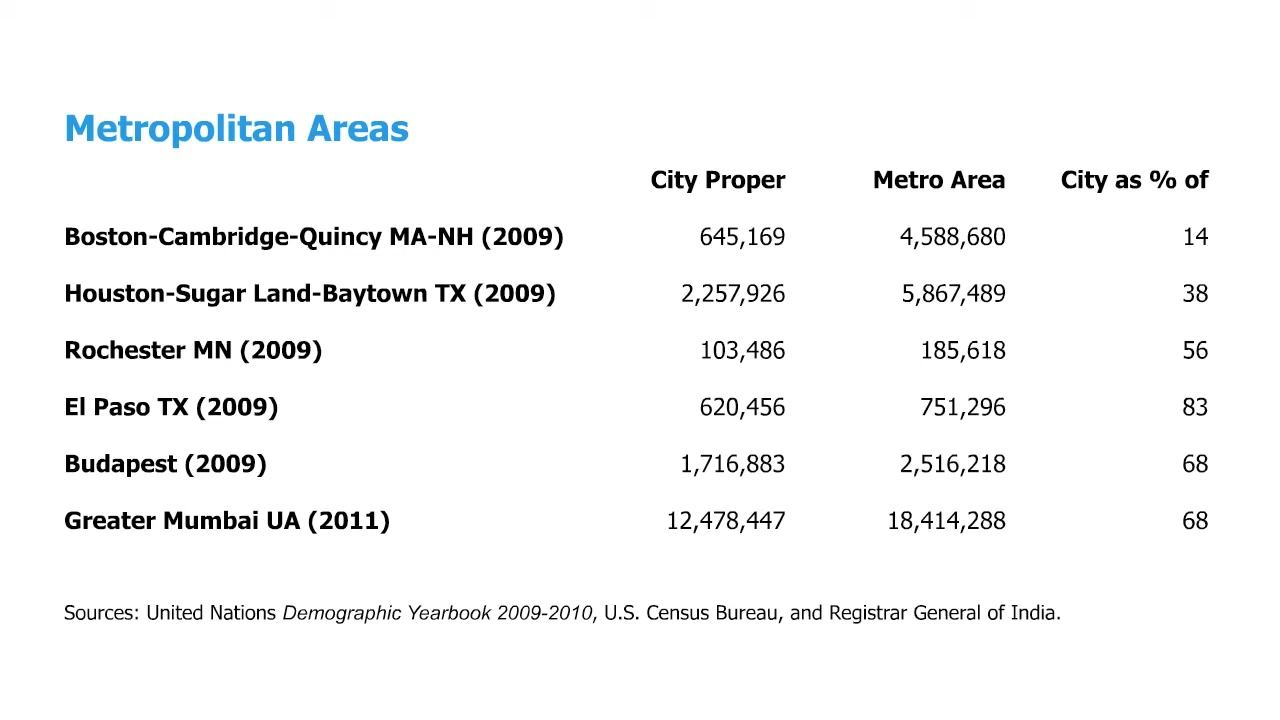 Metropolitan Areas
City Proper Metro Area City as % of
Boston-Cambridge-Quincy MA-NH (2009) 645,169 4,588,680 14
Houston-Sugar Land-Baytown TX (2009) 2,257,926 5,867,489 38
Rochester MN (2009) 103,486 185,618 56
El Paso TX (2009) 620,456 751,296 83
Budapest (2009) 1,716,883 2,516,218 68
Greater Mumbai UA (2011) 12,478,447 18,414,288 68
Sources: United Nations Demographic Yearbook 2009-2010, U.S. Census Bureau, and Registrar General of India.